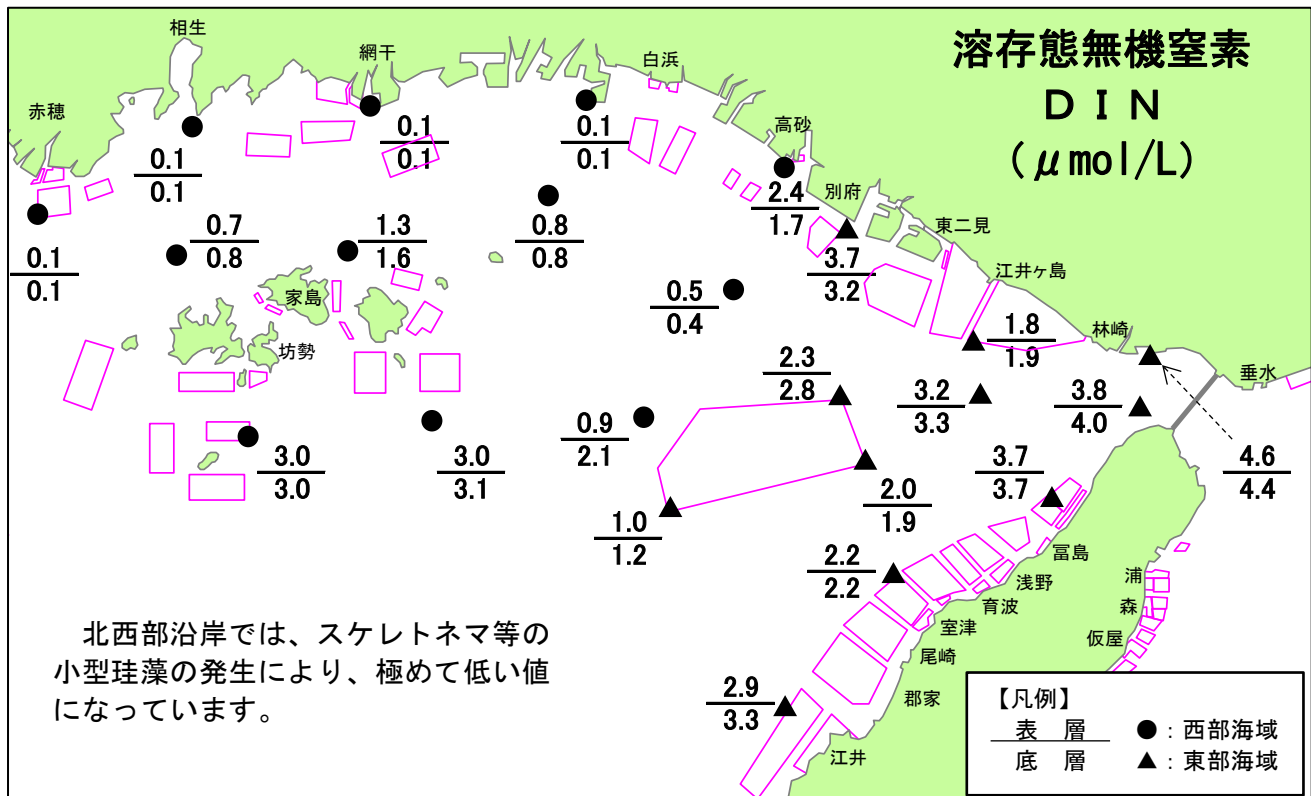 溶存態無機窒素
ＤＩＮ
(μmol/L)
相生
網干
白浜
赤穂
高砂
別府
東二見
江井ヶ島
林崎
垂水
家島
坊勢
0.1
0.1
0.1
0.1
0.1
0.1
0.1
0.1
2.4
1.7
0.7
0.8
1.3
1.6
0.8
0.8
3.7
3.2
0.5
0.4
1.8
1.9
2.3
2.8
3.2
3.3
3.8
4.0
0.9
2.1
3.0
3.0
3.0
3.1
3.7
3.7
4.6
4.4
2.0
1.9
1.0
1.2
2.2
2.2
2.9
3.3
冨島
浅野
育波
室津
尾崎
郡家
江井
浦
森
仮屋
北西部沿岸では、スケレトネマ等の
小型珪藻の発生により、極めて低い値
になっています。
【凡例】
表 層 ●：西部海域
底 層 ▲：東部海域